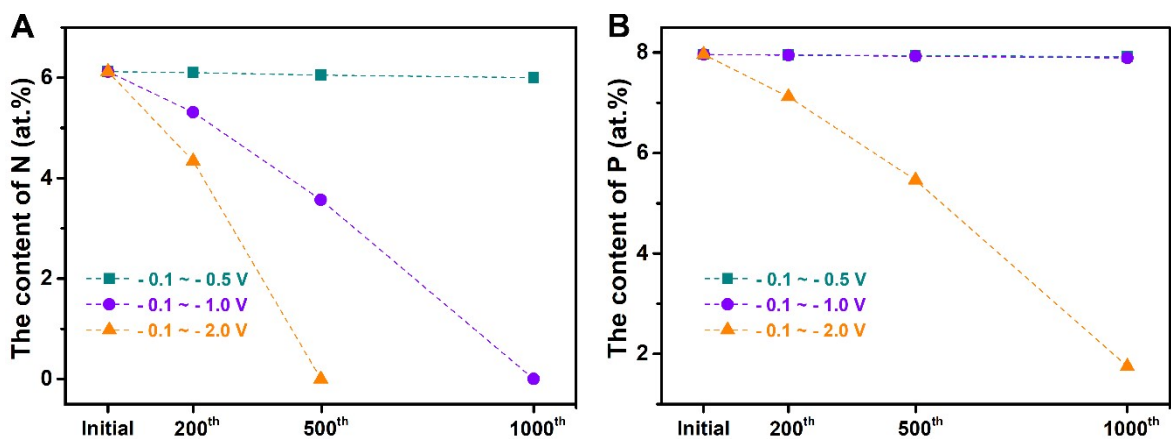 A
The content of N (at.%)
6
4
2
0
- 0.1 ~ - 0.5 V
- 0.1 ~ - 1.0 V
- 0.1 ~ - 2.0 V
Initial 200th 500th 1000th
B
The content of P (at.%)
8
6
4
2
- 0.1 ~ - 0.5 V
- 0.1 ~ - 1.0 V
- 0.1 ~ - 2.0 V
Initial 200th 500th 1000th